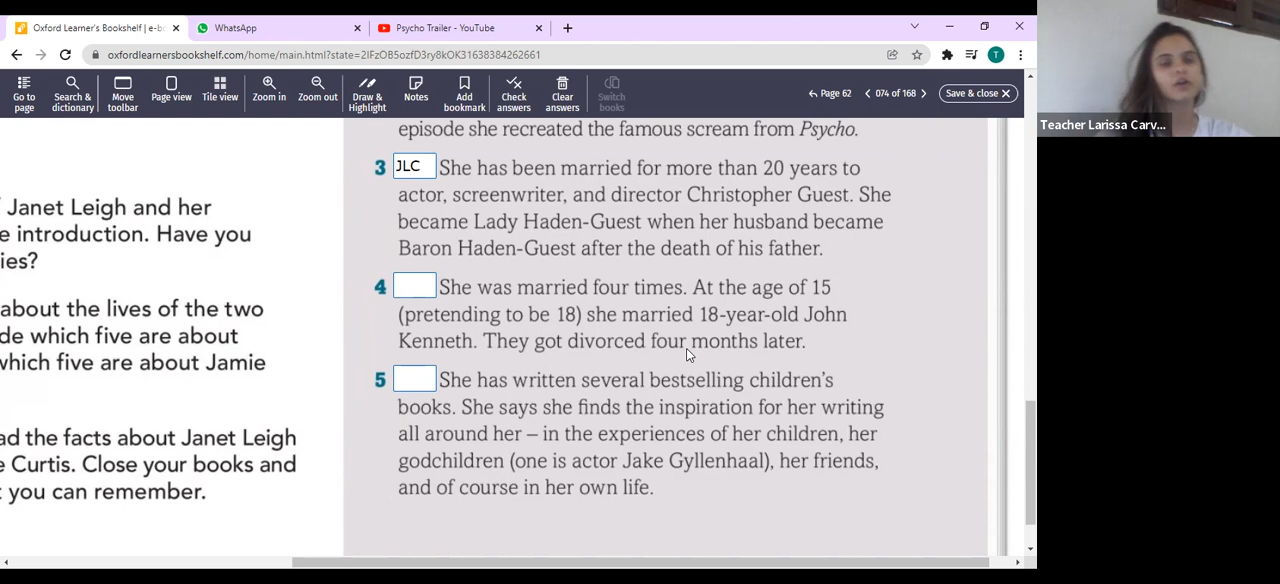 Oxford Learner's Bookshelf | e-b
WhatsApp
Psycho Trailer - YouTube
oxfordlearnersbookshelf.com/home/main.html?state=2IFzOB5ozfD3ry8kOK31638384262661
T
Go to page
Search & dictionary
Move toolbar
Page view
Tile view
Zoom in
Zoom out
Draw & Highlight
Notes
Add bookmark
Check answers
Clear answers
Switch books
Page 62
074 of 168
Save & close
Teacher Larissa Carv...
Janet Leigh and her
e introduction. Have you
ies?
about the lives of the two
de which five are about
which five are about Jamie
ad the facts about Janet Leigh
e Curtis. Close your books and
t you can remember.
episode she recreated the famous scream from Psycho.
3 JLC She has been married for more than 20 years to
actor, screenwriter, and director Christopher Guest. She
became Lady Haden-Guest when her husband became
Baron Haden-Guest after the death of his father.
4 She was married four times. At the age of 15
(pretending to be 18) she married 18-year-old John
Kenneth. They got divorced four months later.
5 She has written several bestselling children's
books. She says she finds the inspiration for her writing
all around her – in the experiences of her children, her
godchildren (one is actor Jake Gyllenhaal), her friends,
and of course in her own life.